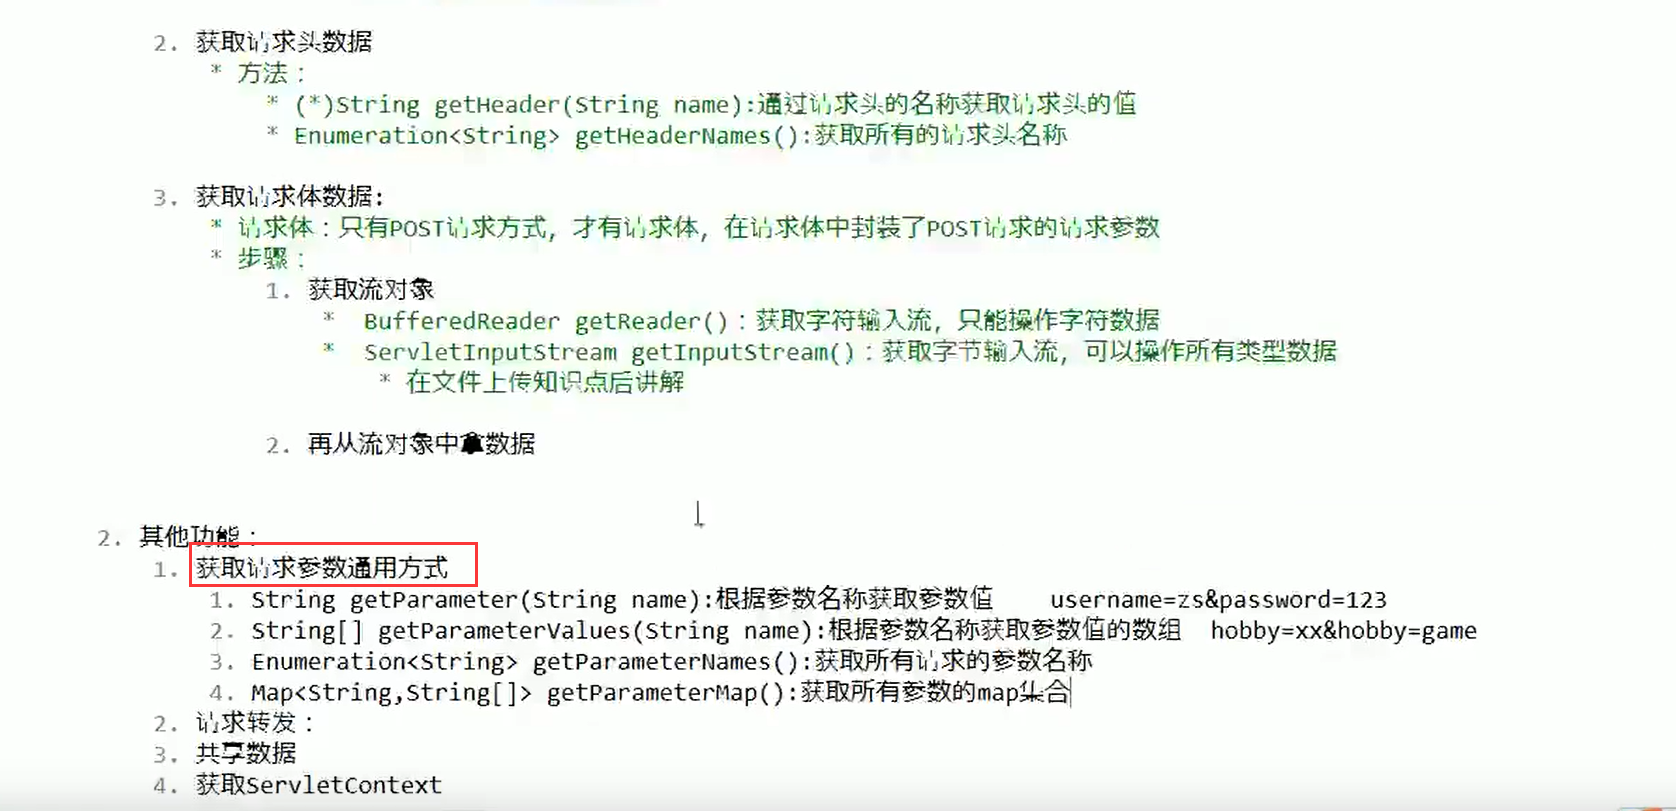 2. 获取请求头数据
* 方法：
* (*)String getHeader(String name):通过请求头的名称获取请求头的值
* Enumeration<String> getHeaderNames():获取所有的请求头名称
3. 获取请求体数据:
* 请求体：只有POST请求方式，才有请求体，在请求体中封装了POST请求的请求参数
* 步骤：
1. 获取流对象
* BufferedReader getReader()：获取字符输入流，只能操作字符数据
* ServletInputStream getInputStream()：获取字节输入流，可以操作所有类型数据
* 在文件上传知识点后讲解
2. 再从流对象中拿数据
2. 其他功能：
1. 获取请求参数通用方式
1. String getParameter(String name):根据参数名称获取参数值 username=zs&password=123
2. String[] getParameterValues(String name):根据参数名称获取参数值的数组 hobby=xx&hobby=game
3. Enumeration<String> getParameterNames():获取所有请求的参数名称
4. Map<String,String[]> getParameterMap():获取所有参数的map集合
2. 请求转发：
3. 共享数据
4. 获取ServletContext